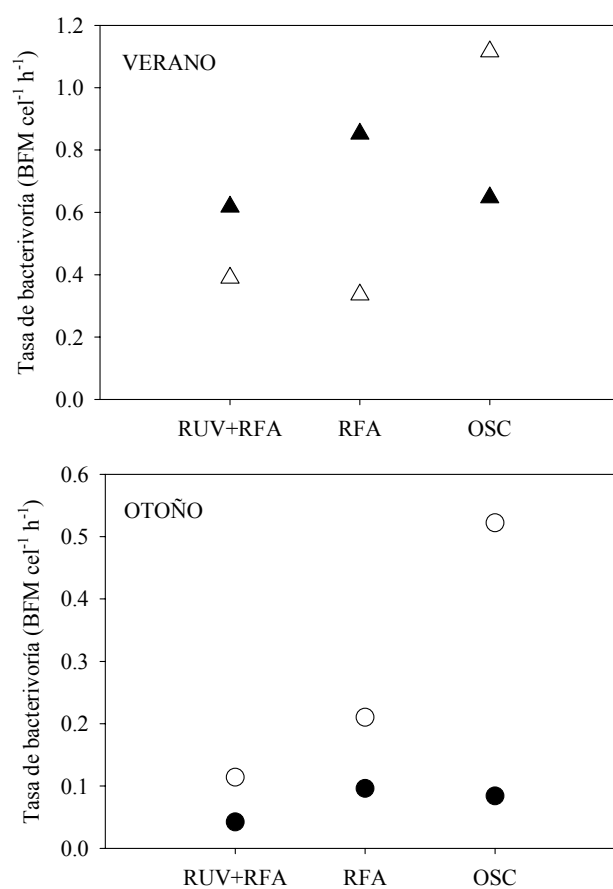 VERANO
Tasa de bacterivoría (BFM cel⁻¹ h⁻¹)
1.2
1.0
0.8
0.6
0.4
0.2
0.0
RUV+RFA RFA OSC
OTOÑO
Tasa de bacterivoría (BFM cel⁻¹ h⁻¹)
0.6
0.5
0.4
0.3
0.2
0.1
0.0
RUV+RFA RFA OSC